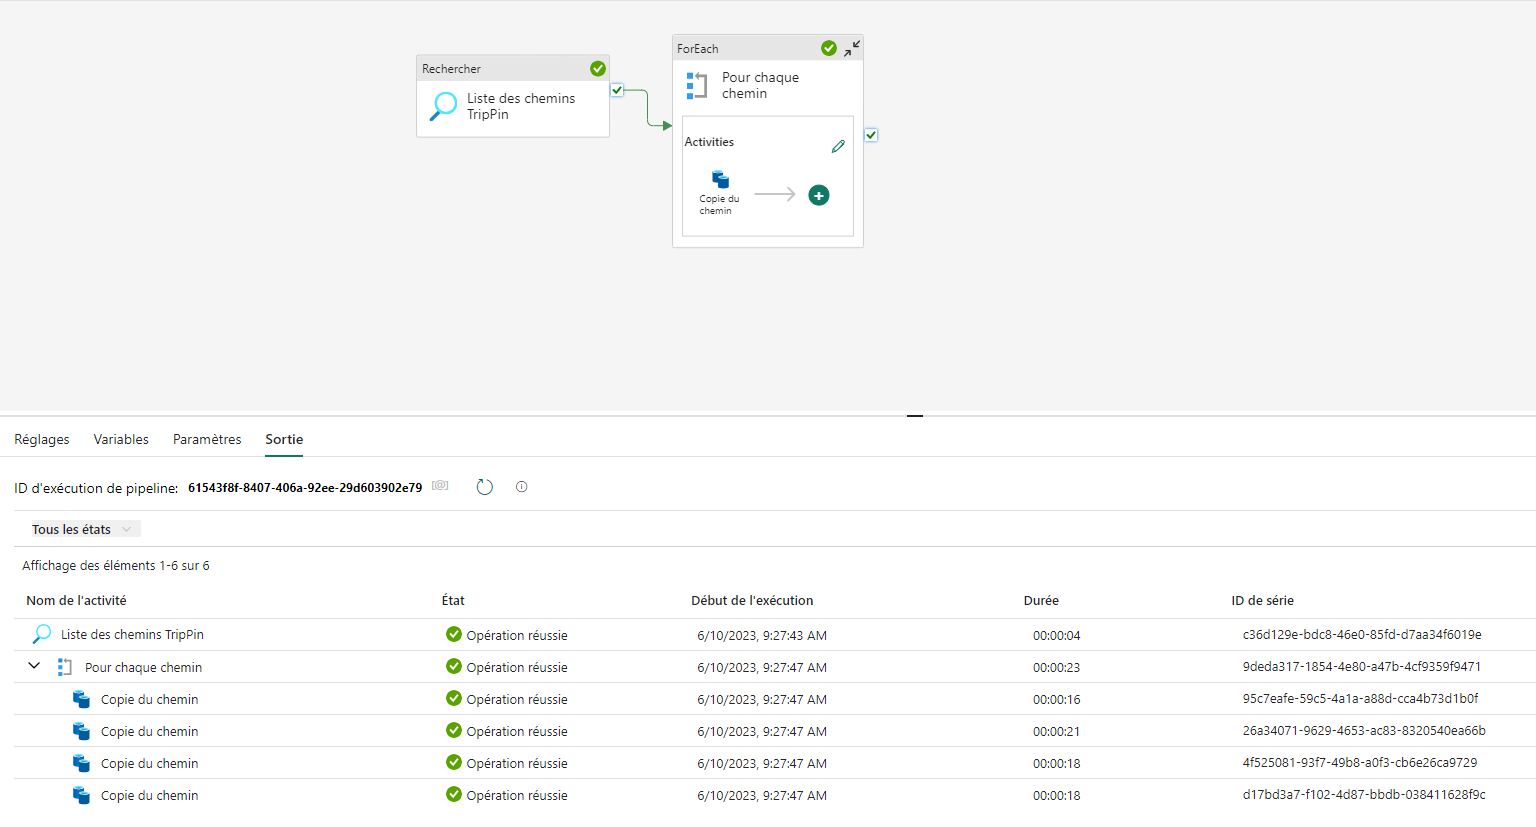 Rechercher
Liste des chemins
TripPin
ForEach
Pour chaque
chemin
Activities
Copie du
chemin
Réglages Variables Paramètres Sortie
ID d'exécution de pipeline: 61543f8f-8407-406a-92ee-29d603902e79 [@]
Tous les états
Affichage des éléments 1-6 sur 6
Nom de l'activité État Début de l'exécution Durée ID de série
Liste des chemins TripPin Opération réussie 6/10/2023, 9:27:43 AM 00:00:04 c36d129e-bdc8-46e0-85fd-d7aa34f6019e
Pour chaque chemin Opération réussie 6/10/2023, 9:27:47 AM 00:00:23 9deda317-1854-4e80-a47b-4cf9359f9471
Copie du chemin Opération réussie 6/10/2023, 9:27:47 AM 00:00:16 95c7eafe-59c5-4a1a-a88d-cca4b73d1b0f
Copie du chemin Opération réussie 6/10/2023, 9:27:47 AM 00:00:21 26a34071-9629-4653-ac83-8320540ea66b
Copie du chemin Opération réussie 6/10/2023, 9:27:47 AM 00:00:18 4f525081-93f7-49b8-a0f3-cb6e26ca9729
Copie du chemin Opération réussie 6/10/2023, 9:27:47 AM 00:00:18 d17bd3a7-f102-4d87-bbdb-038411628f9c